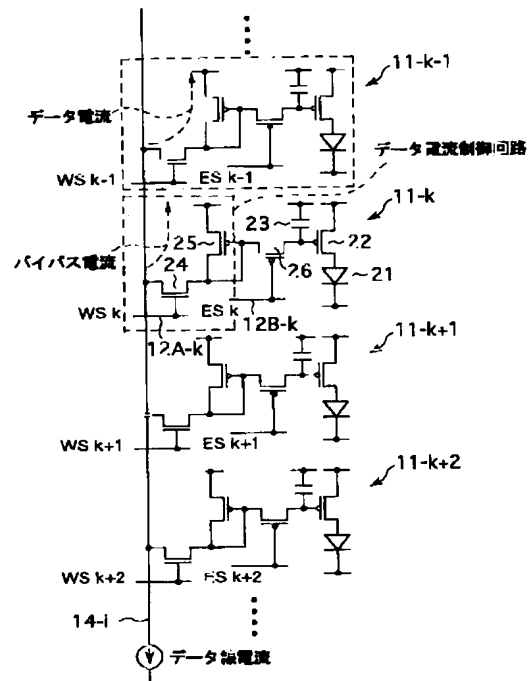 11-k-1
データ電流
データ電流制御回路
WS k-1
ES k-1
11-k
23
25
22
バイパス電流
24
26
21
WS k
ES k
12B-k
12A-k
11-k+1
WS k+1
ES k+1
11-k+2
WS k+2
ES k+2
14-i
データ線電流